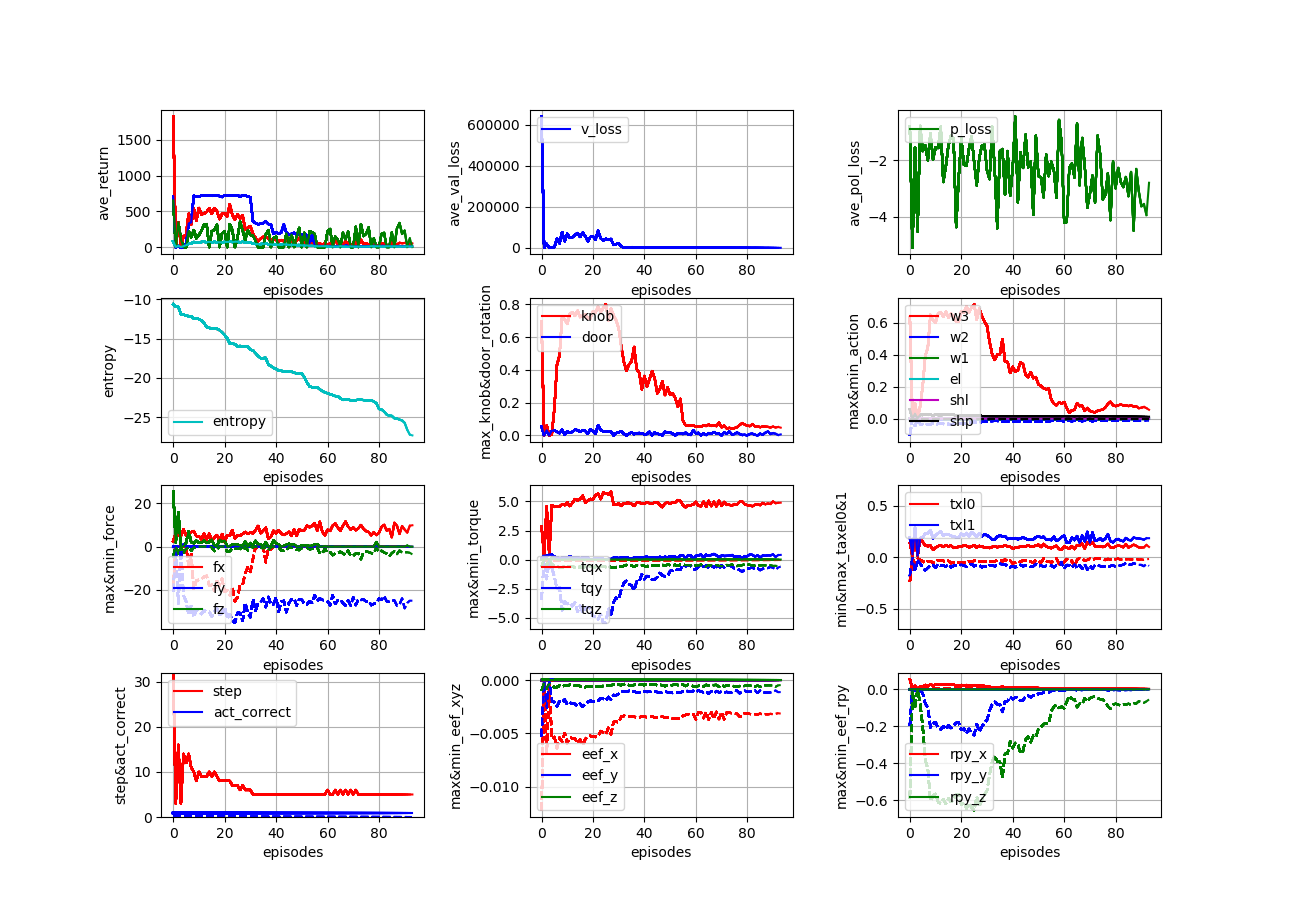 ave_return
1500
1000
500
0
0 20 40 60 80
episodes
ave_val_loss
600000
400000
200000
0
v_loss
0 20 40 60 80
ave_pol_loss
−2
−4
p_loss
0 20 40 60 80
entropy
−10
−15
−20
−25
entropy
0 20 40 60 80
episodes
max_knob&door_rotation
0.8
0.6
0.4
0.2
0.0
knob
door
0 20 40 60 80
episodes
max&min_action
0.6
0.4
0.2
0.0
w3
w2
w1
el
shl
shp
0 20 40 60 80
episodes
max&min_force
20
0
−20
fx
fy
fz
0 20 40 60 80
episodes
max&min_torque
5.0
2.5
0.0
−2.5
−5.0
tqx
tqy
tqz
0 20 40 60 80
episodes
min&max_taxel0&1
0.5
0.0
−0.5
txl0
txl1
0 20 40 60 80
episodes
step&act_correct
30
20
10
0
step
act_correct
0 20 40 60 80
episodes
max&min_eef_xyz
0.000
−0.005
−0.010
eef_x
eef_y
eef_z
0 20 40 60 80
episodes
max&min_eef_rpy
0.0
−0.2
−0.4
−0.6
rpy_x
rpy_y
rpy_z
0 20 40 60 80
episodes